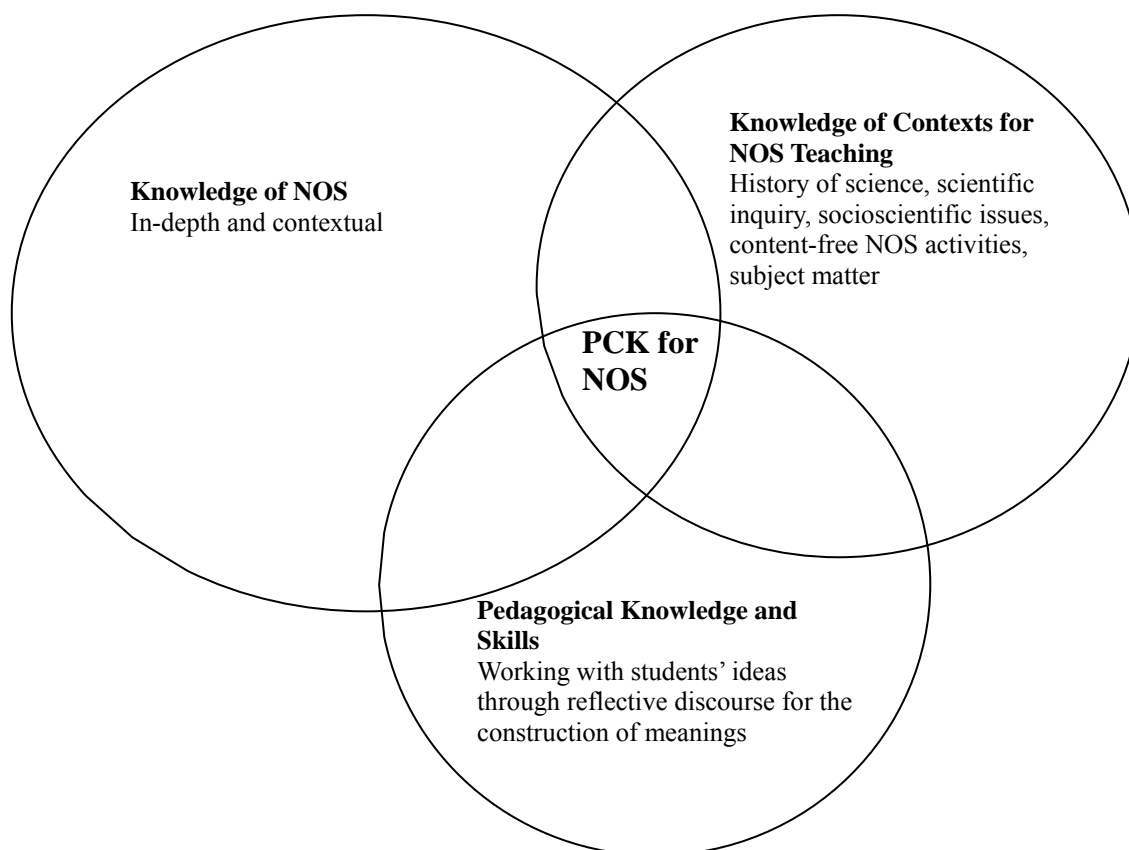 Knowledge of NOS
In-depth and contextual
Knowledge of Contexts for
NOS Teaching
History of science, scientific
inquiry, socioscientific issues,
content-free NOS activities,
subject matter
PCK for
NOS
Pedagogical Knowledge and
Skills
Working with students’ ideas
through reflective discourse for the
construction of meanings